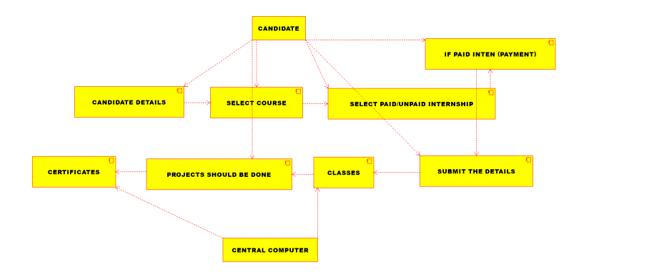 CANDIDATE
IF PAID INTEN (PAYMENT)
CANDIDATE DETAILS
SELECT COURSE
SELECT PAID/UNPAID INTERNSHIP
CERTIFICATES
PROJECTS SHOULD BE DONE
CLASSES
SUBMIT THE DETAILS
CENTRAL COMPUTER